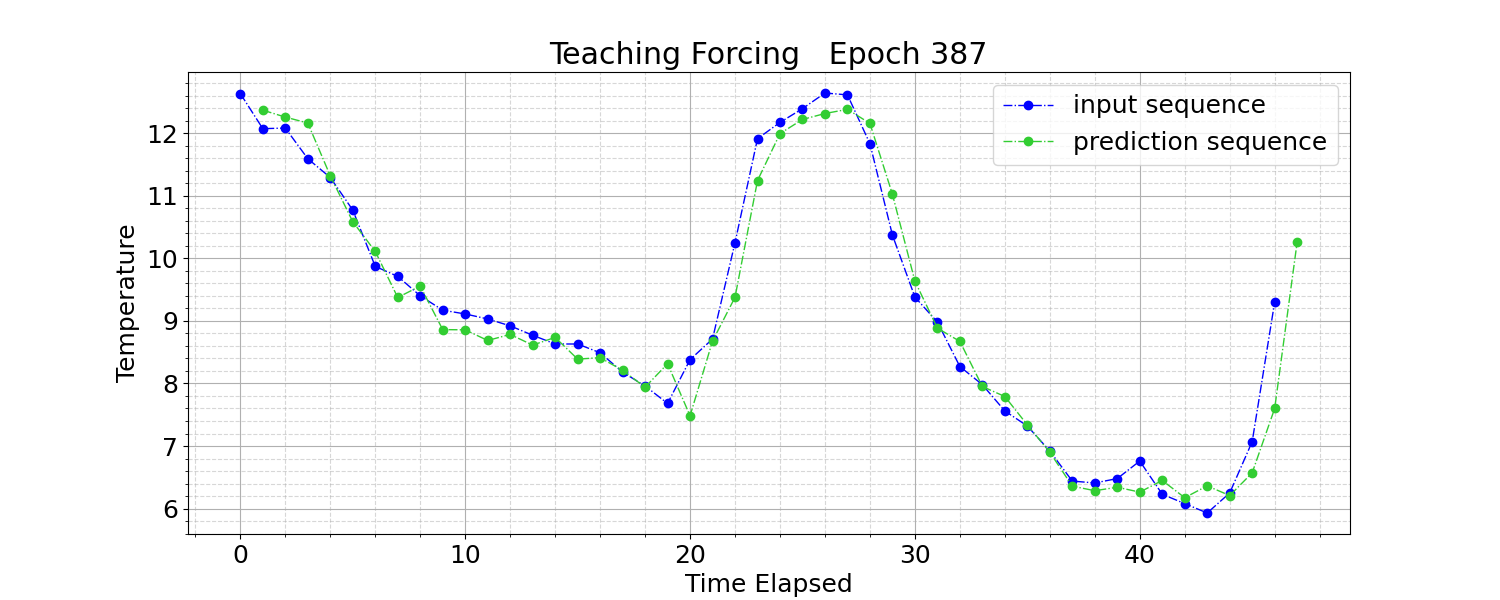 Teaching Forcing   Epoch 387
input sequence
prediction sequence
Temperature
12
11
10
9
8
7
6
0 10 20 30 40
Time Elapsed